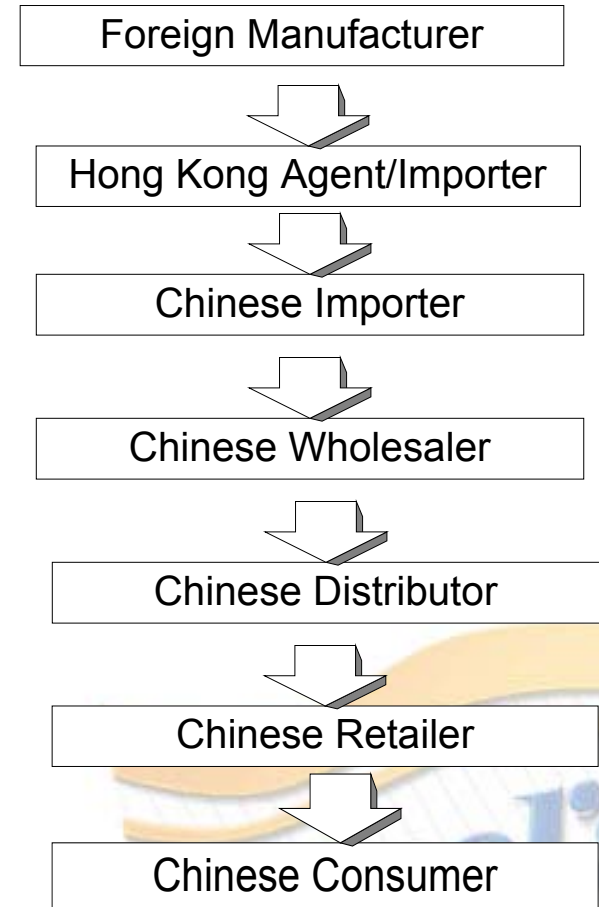 Foreign Manufacturer
Hong Kong Agent/Importer
Chinese Importer
Chinese Wholesaler
Chinese Distributor
Chinese Retailer
Chinese Consumer